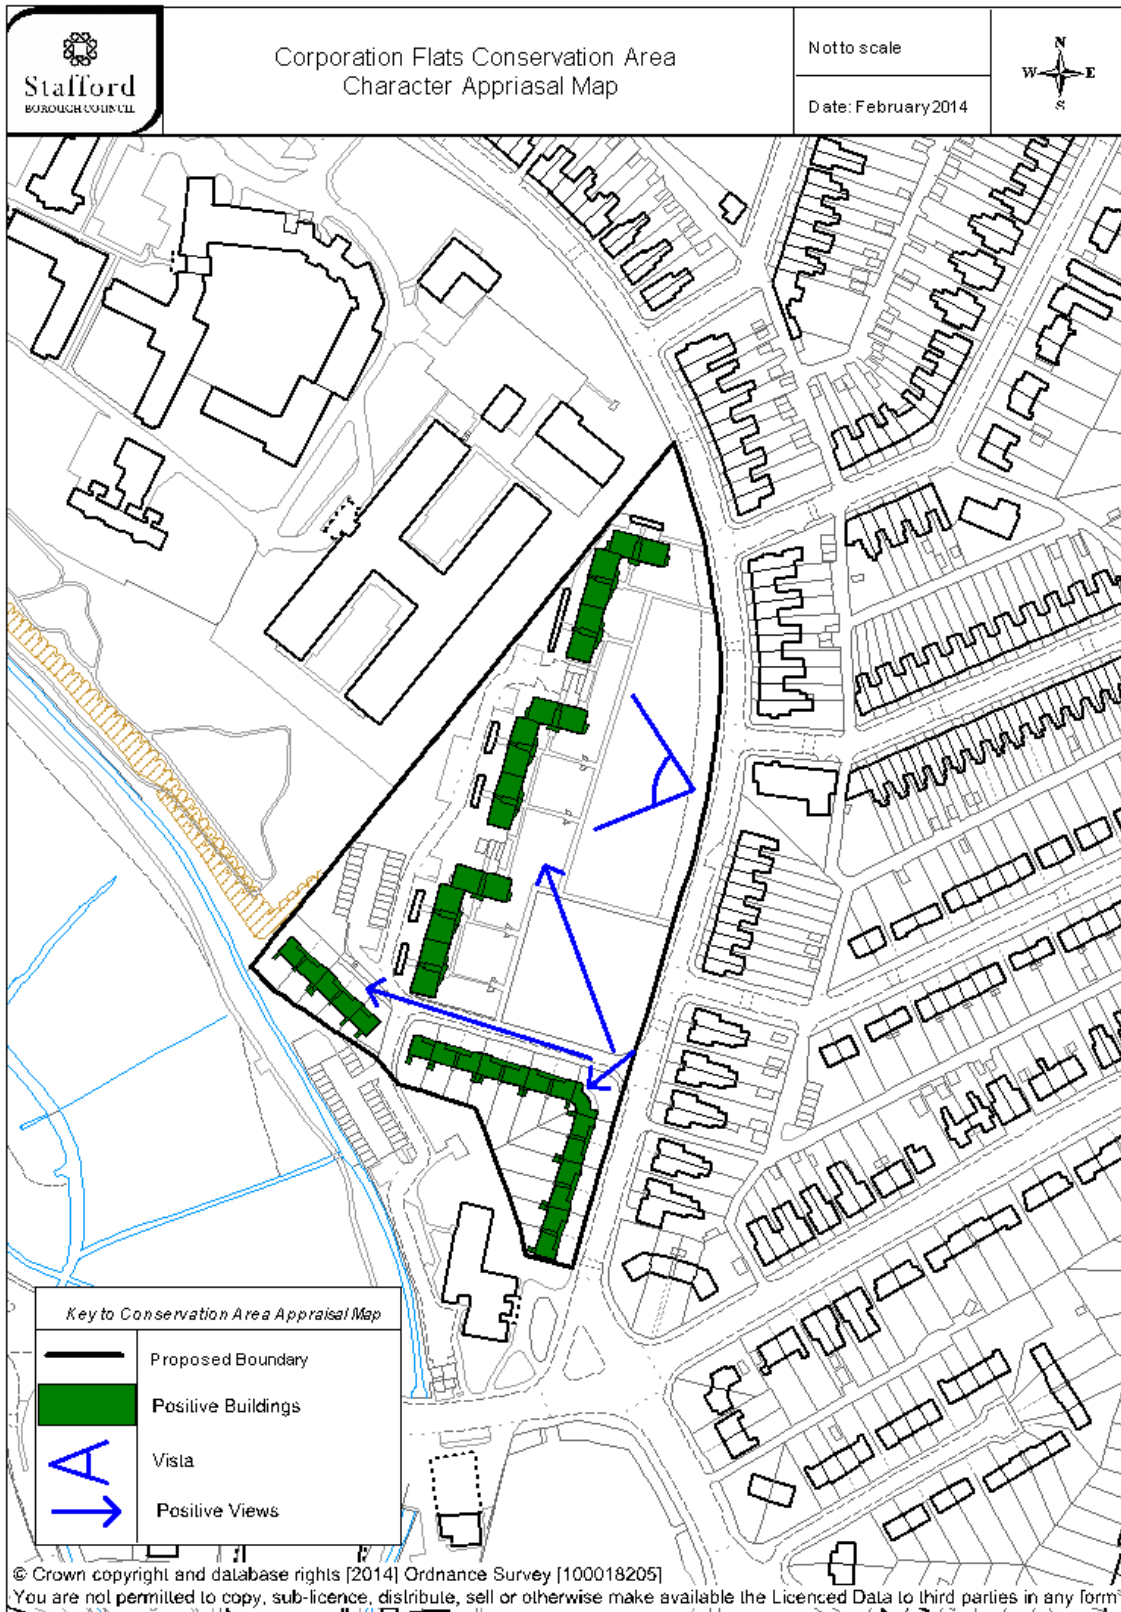 Stafford
BOROUGH COUNCIL
Corporation Flats Conservation Area
Character Appriasal Map
Not to scale
Date: February 2014
N
W E
S
Key to Conservation Area Appraisal Map
Proposed Boundary
Positive Buildings
Vista
Positive Views
© Crown copyright and database rights [2014] Ordnance Survey [100018205]
You are not permitted to copy, sub-licence, distribute, sell or otherwise make available the Licenced Data to third parties in any form